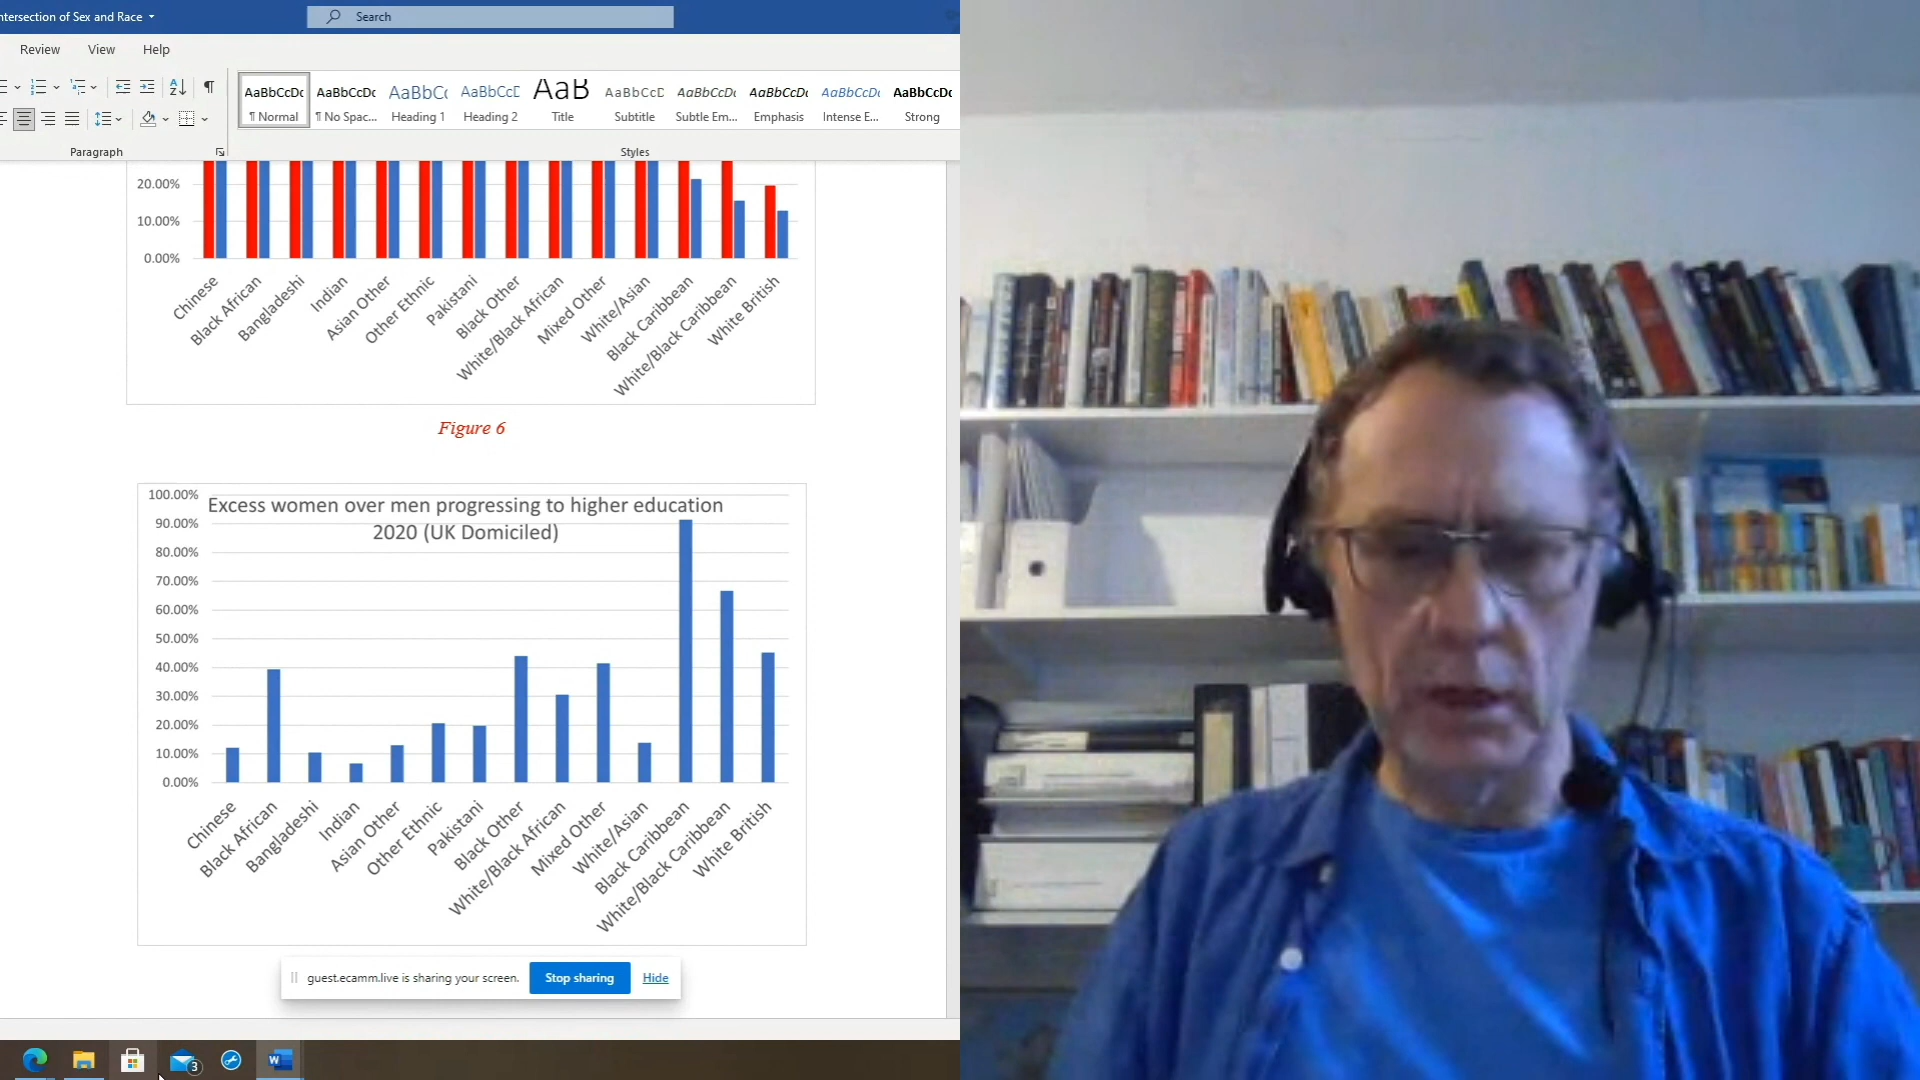 ntersection of Sex and Race
Search
Review View Help
AaBbCcDc AaBbCcDc AaBbCc AaBbCcD AaB AaBbCcD AaBbCcDc AaBbCcDc AaBbCcDc AaBbCcDc
¶ Normal ¶ No Spac... Heading 1 Heading 2 Title Subtitle Subtle Em... Emphasis Intense E... Strong
Paragraph Styles
20.00%
10.00%
0.00%
Chinese
Black African
Bangladeshi
Indian
Asian Other
Other Ethnic
Pakistani
Black Other
White/Black African
Mixed Other
White/Asian
Black Caribbean
White/Black Caribbean
White British
Figure 6
Excess women over men progressing to higher education
2020 (UK Domiciled)
100.00%
90.00%
80.00%
70.00%
60.00%
50.00%
40.00%
30.00%
20.00%
10.00%
0.00%
Chinese
Black African
Bangladeshi
Indian
Asian Other
Other Ethnic
Pakistani
Black Other
White/Black African
Mixed Other
White/Asian
Black Caribbean
White/Black Caribbean
White British
guest.ecamm.live is sharing your screen. Stop sharing Hide
3
W